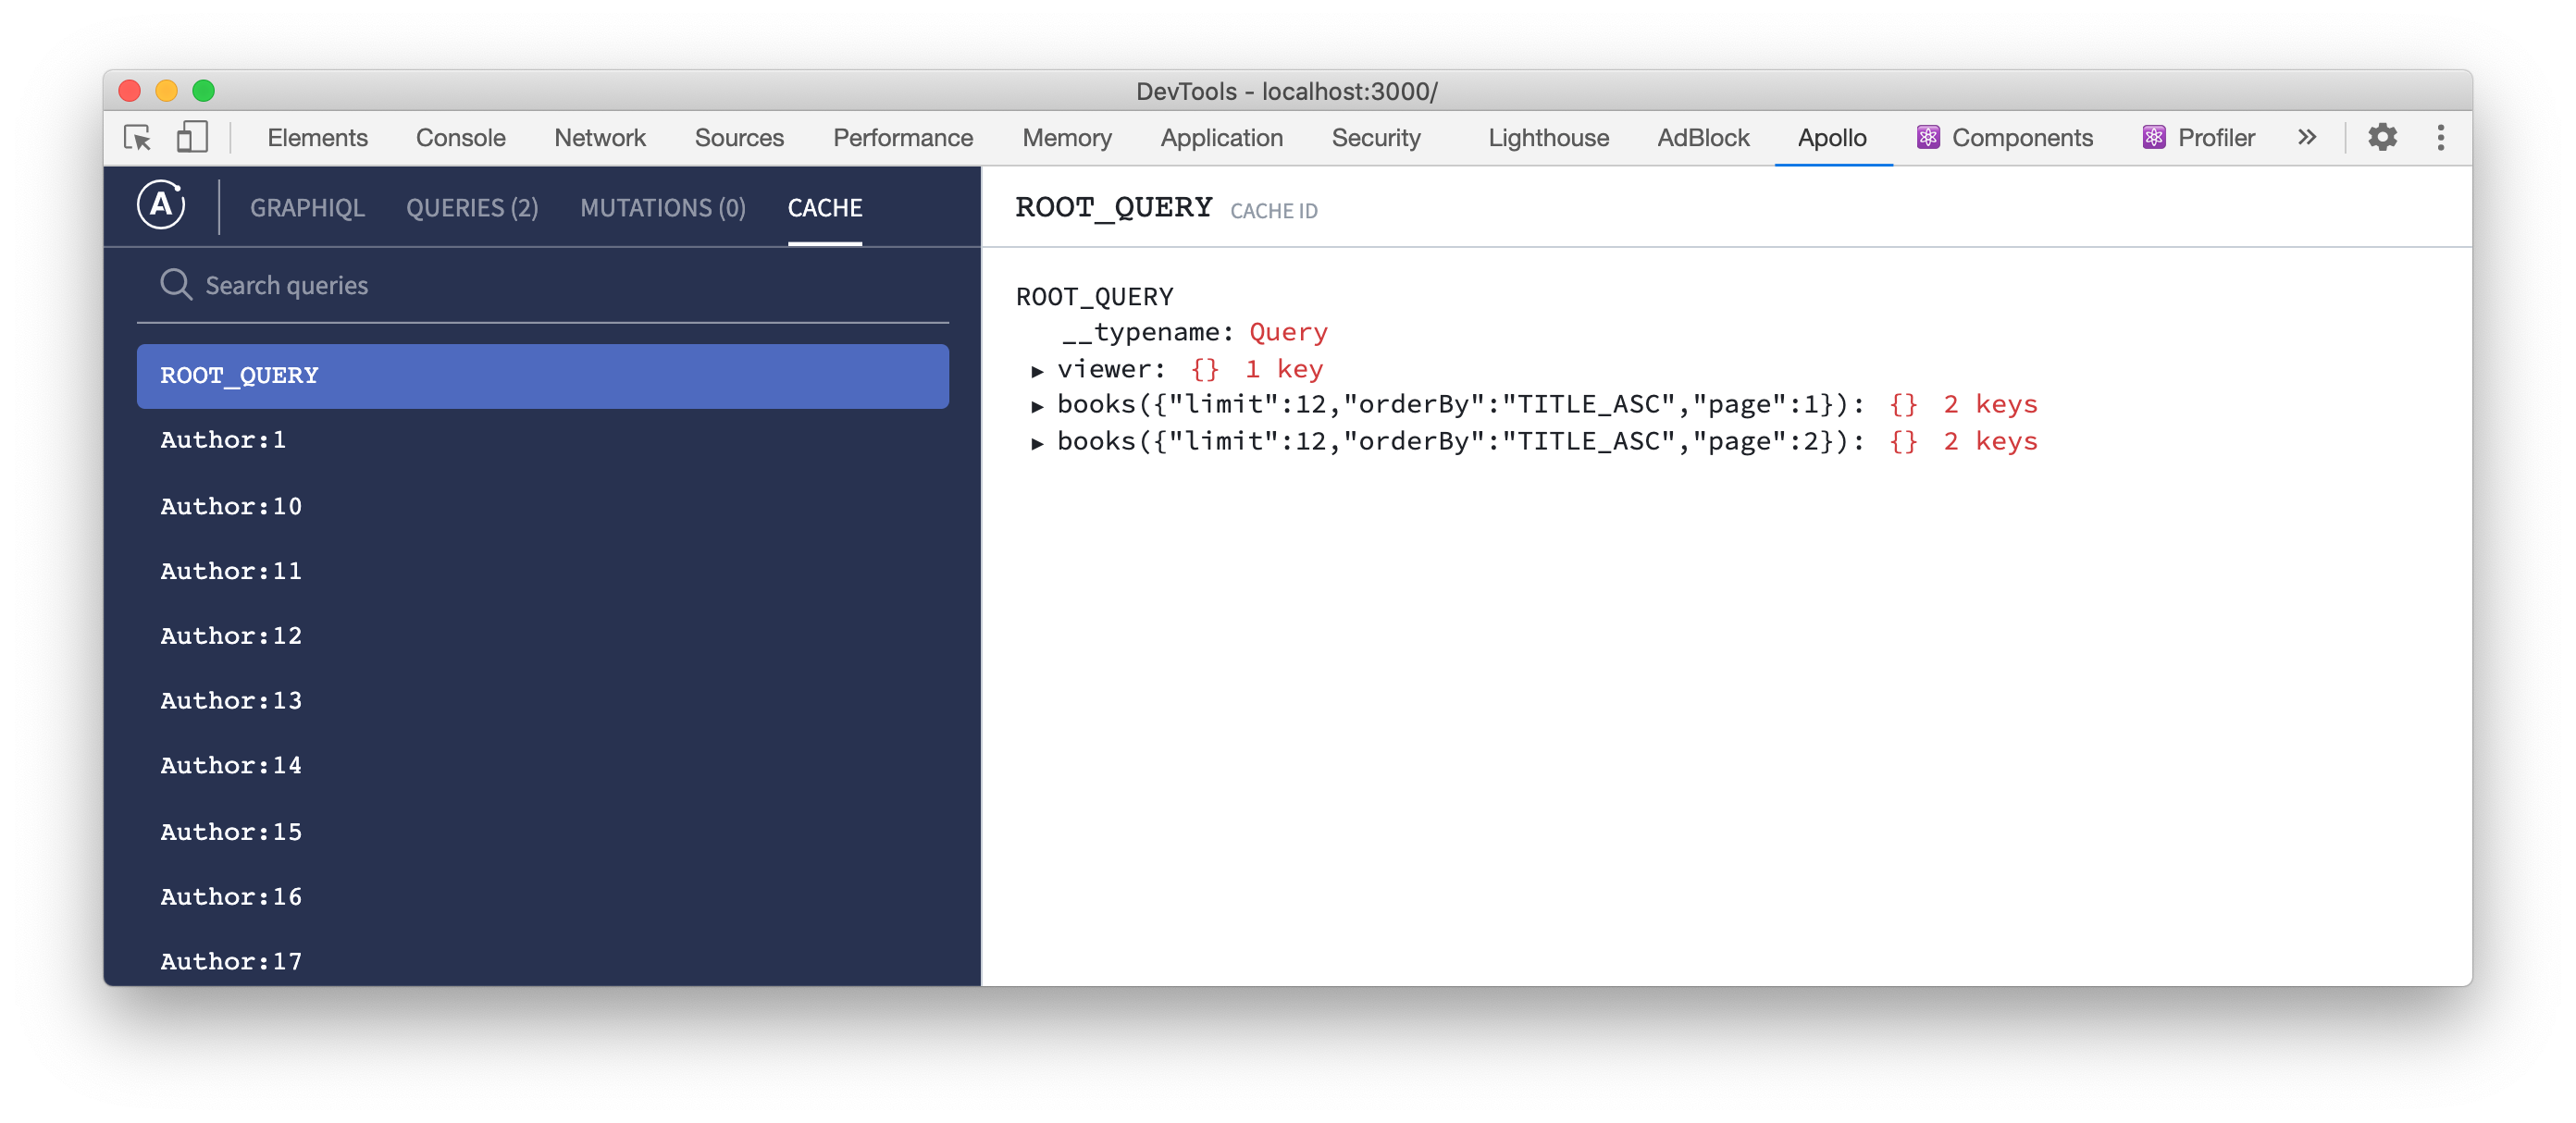 DevTools - localhost:3000/
Elements Console Network Sources Performance Memory Application Security Lighthouse AdBlock Apollo Components Profiler »
A GRAPHIQL QUERIES (2) MUTATIONS (0) CACHE
Search queries
ROOT_QUERY
Author:1
Author:10
Author:11
Author:12
Author:13
Author:14
Author:15
Author:16
Author:17
ROOT_QUERY CACHE ID
ROOT_QUERY
__typename: Query
▶ viewer: {} 1 key
▶ books({"limit":12,"orderBy":"TITLE_ASC","page":1}): {} 2 keys
▶ books({"limit":12,"orderBy":"TITLE_ASC","page":2}): {} 2 keys